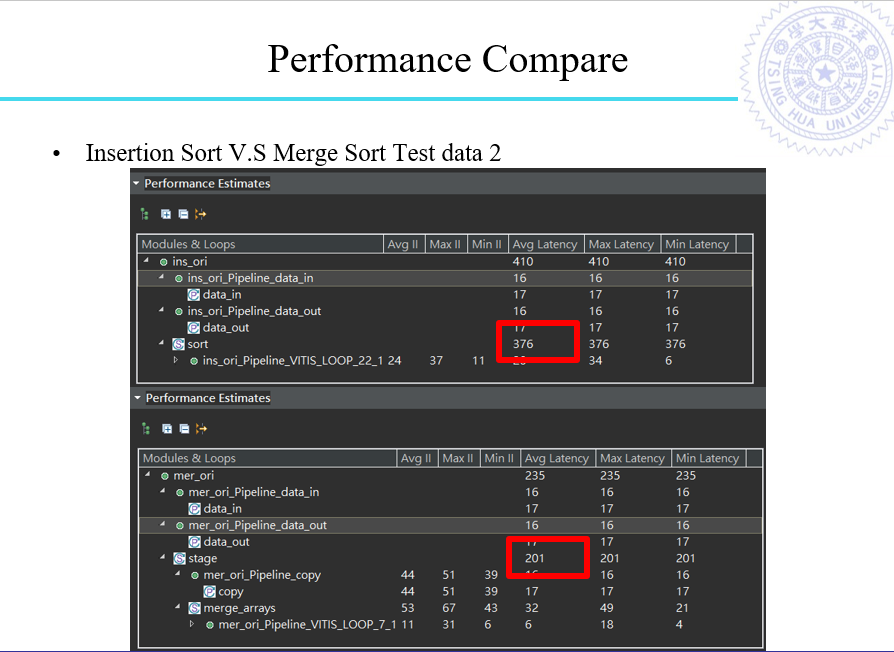 Performance Compare
TSING HUA UNIVERSITY
• Insertion Sort V.S Merge Sort Test data 2
Performance Estimates
Modules & Loops Avg II Max II Min II Avg Latency Max Latency Min Latency
ins_ori 410 410 410
ins_ori_Pipeline_data_in 16 16 16
data_in 17 17 17
ins_ori_Pipeline_data_out 16 16 16
data_out 17 17 17
sort 376 376 376
ins_ori_Pipeline_VITIS_LOOP_22_1 24 37 11 34 6
Performance Estimates
Modules & Loops Avg II Max II Min II Avg Latency Max Latency Min Latency
mer_ori 235 235 235
mer_ori_Pipeline_data_in 16 16 16
data_in 17 17 17
mer_ori_Pipeline_data_out 16 16 16
data_out 17 17 17
stage 201 201 201
mer_ori_Pipeline_copy 44 51 39 16 16 16
copy 44 51 39 17 17 17
merge_arrays 53 67 43 32 49 21
mer_ori_Pipeline_VITIS_LOOP_7_1 11 31 6 6 18 4